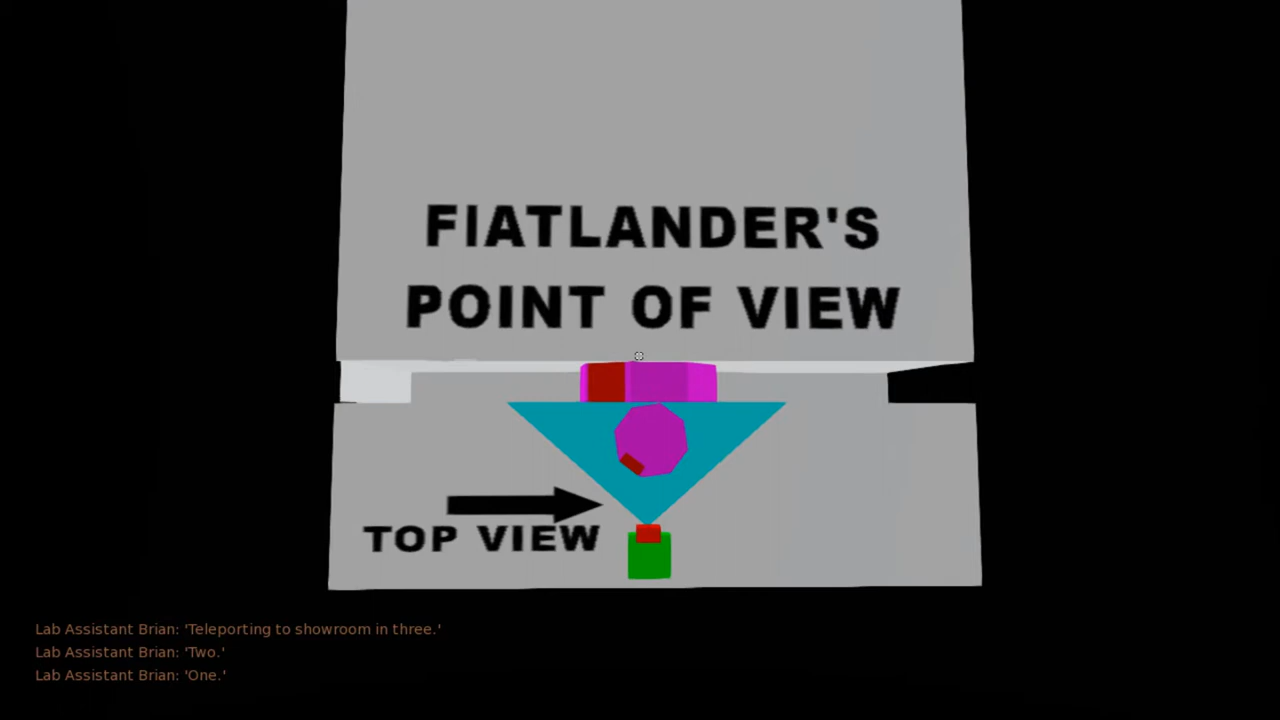 FIATLANDER'S
POINT OF VIEW
TOP VIEW
Lab Assistant Brian: 'Teleporting to showroom in three.'
Lab Assistant Brian: 'Two.'
Lab Assistant Brian: 'One.'